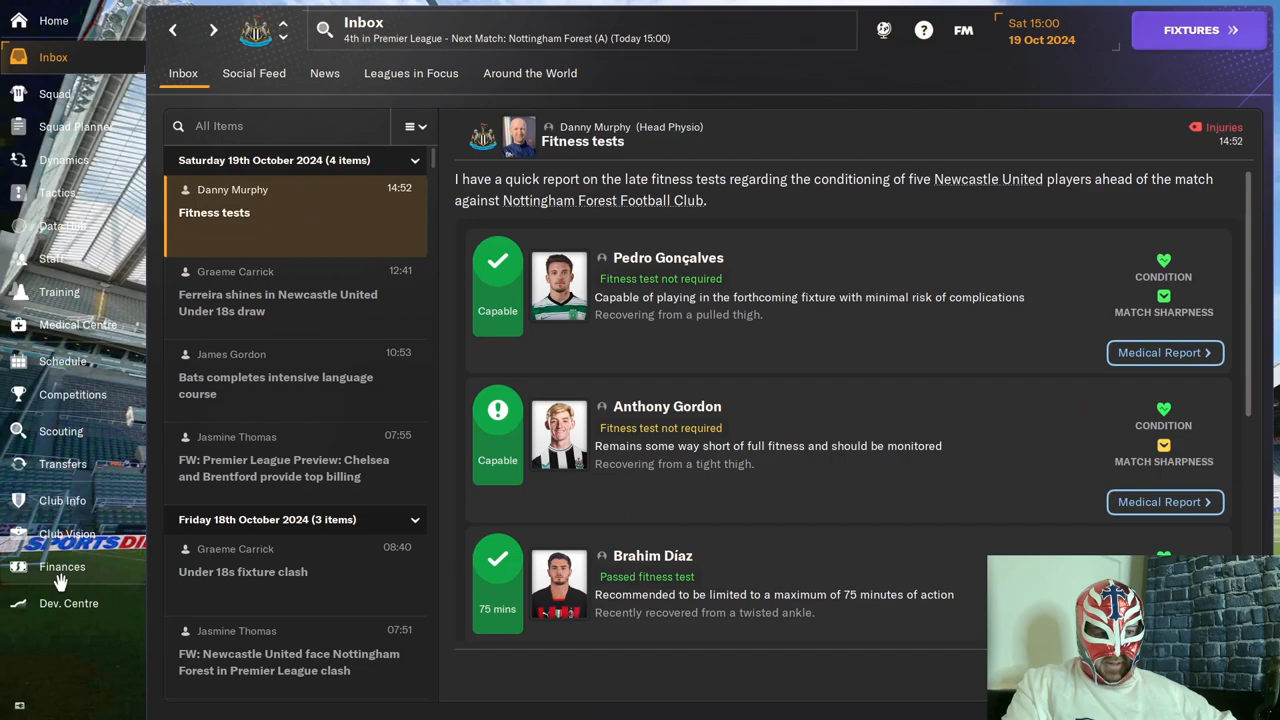 Home
Inbox
4th in Premier League - Next Match: Nottingham Forest (A) (Today 15:00)
FM
Sat 15:00
19 Oct 2024
FIXTURES
Inbox
Squad
Squad Planner
Dynamics
Tactics
Data Hub
Staff
Training
Medical Centre
Schedule
Competitions
Scouting
Transfers
Club Info
Club Vision
SPORTS DI
Finances
Dev. Centre
Inbox
Social Feed
News
Leagues in Focus
Around the World
All Items
Saturday 19th October 2024 (4 items)
Danny Murphy 14:52
Fitness tests
Graeme Carrick 12:41
Ferreira shines in Newcastle United
Under 18s draw
James Gordon 10:53
Bats completes intensive language
course
Jasmine Thomas 07:55
FW: Premier League Preview: Chelsea
and Brentford provide top billing
Friday 18th October 2024 (3 items)
Graeme Carrick 08:40
Under 18s fixture clash
Jasmine Thomas 07:51
FW: Newcastle United face Nottingham
Forest in Premier League clash
Danny Murphy (Head Physio)
Fitness tests
Injuries
14:52
I have a quick report on the late fitness tests regarding the conditioning of five Newcastle United players ahead of the match
against Nottingham Forest Football Club.
Capable
Pedro Gonçalves
Fitness test not required
Capable of playing in the forthcoming fixture with minimal risk of complications
Recovering from a pulled thigh.
CONDITION
MATCH SHARPNESS
Medical Report
Capable
Anthony Gordon
Fitness test not required
Remains some way short of full fitness and should be monitored
Recovering from a tight thigh.
CONDITION
MATCH SHARPNESS
Medical Report
75 mins
Brahim Díaz
Passed fitness test
Recommended to be limited to a maximum of 75 minutes of action
Recently recovered from a twisted ankle.